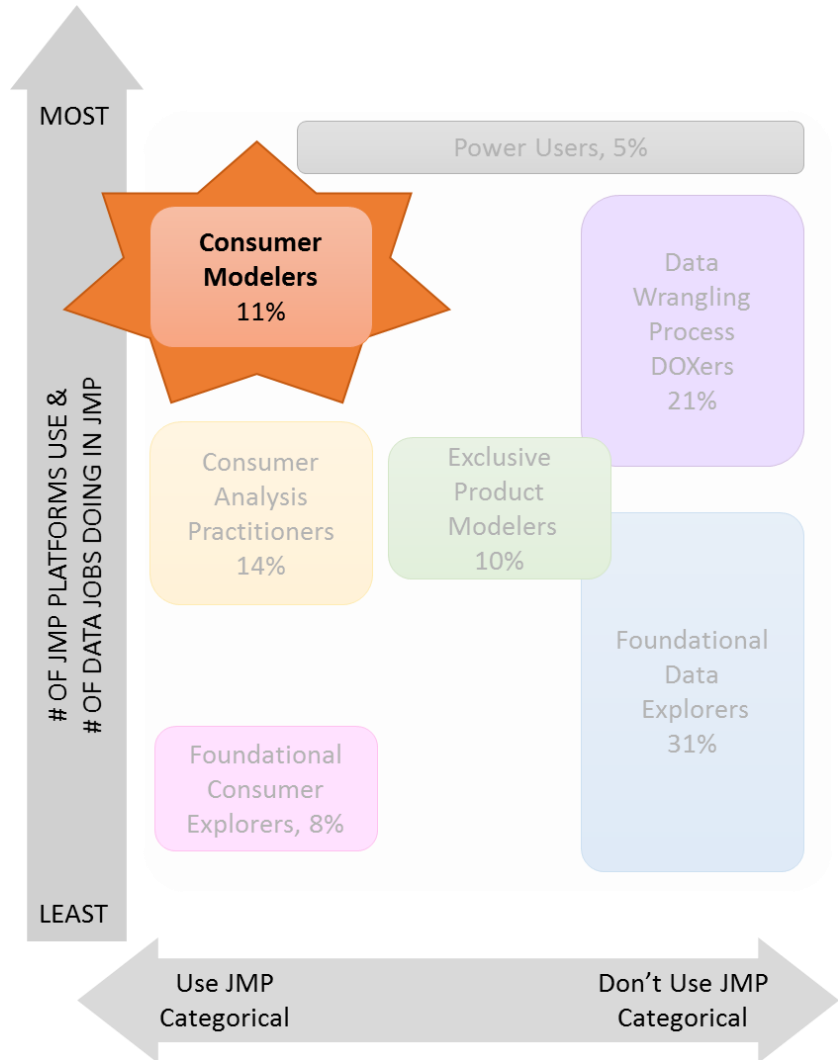 MOST
Power Users, 5%
Consumer
Modelers
11%
Data
Wrangling
Process
DOXers
21%
# OF JMP PLATFORMS USE &
# OF DATA JOBS DOING IN JMP
Consumer
Analysis
Practitioners
14%
Exclusive
Product
Modelers
10%
Foundational
Data
Explorers
31%
Foundational
Consumer
Explorers, 8%
LEAST
Use JMP
Categorical
Don’t Use JMP
Categorical